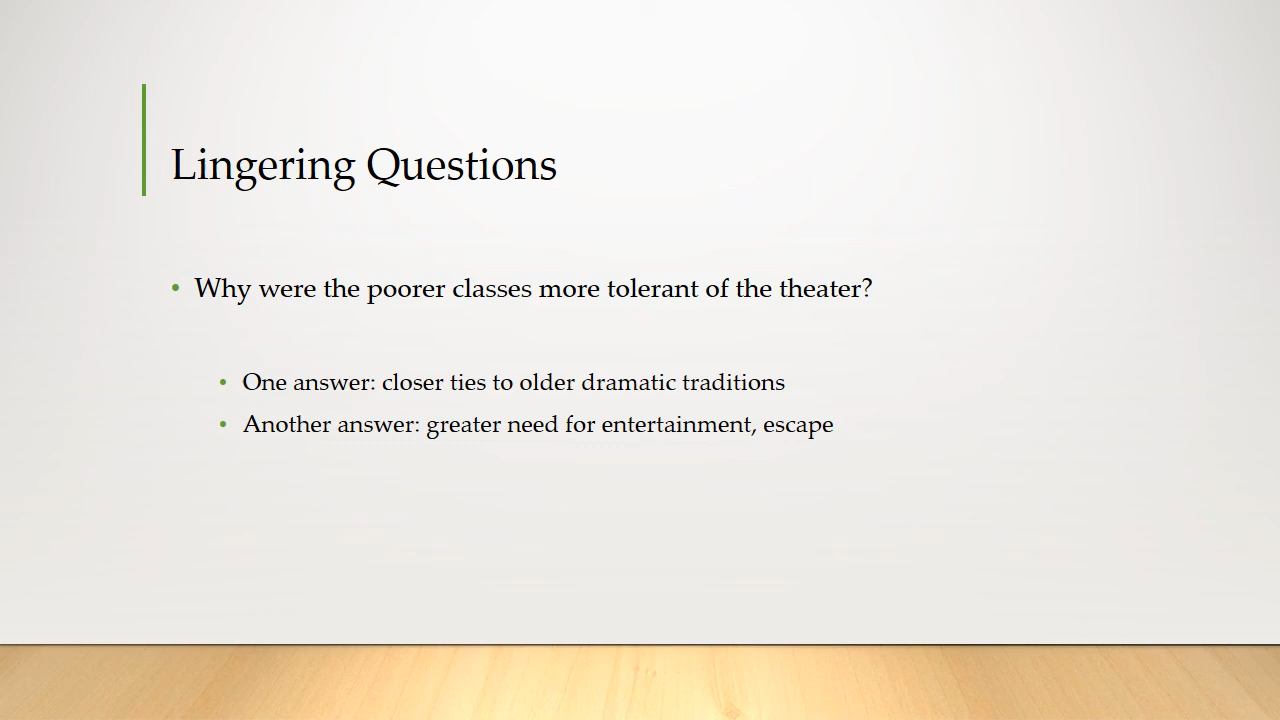 Lingering Questions
• Why were the poorer classes more tolerant of the theater?
• One answer: closer ties to older dramatic traditions
• Another answer: greater need for entertainment, escape